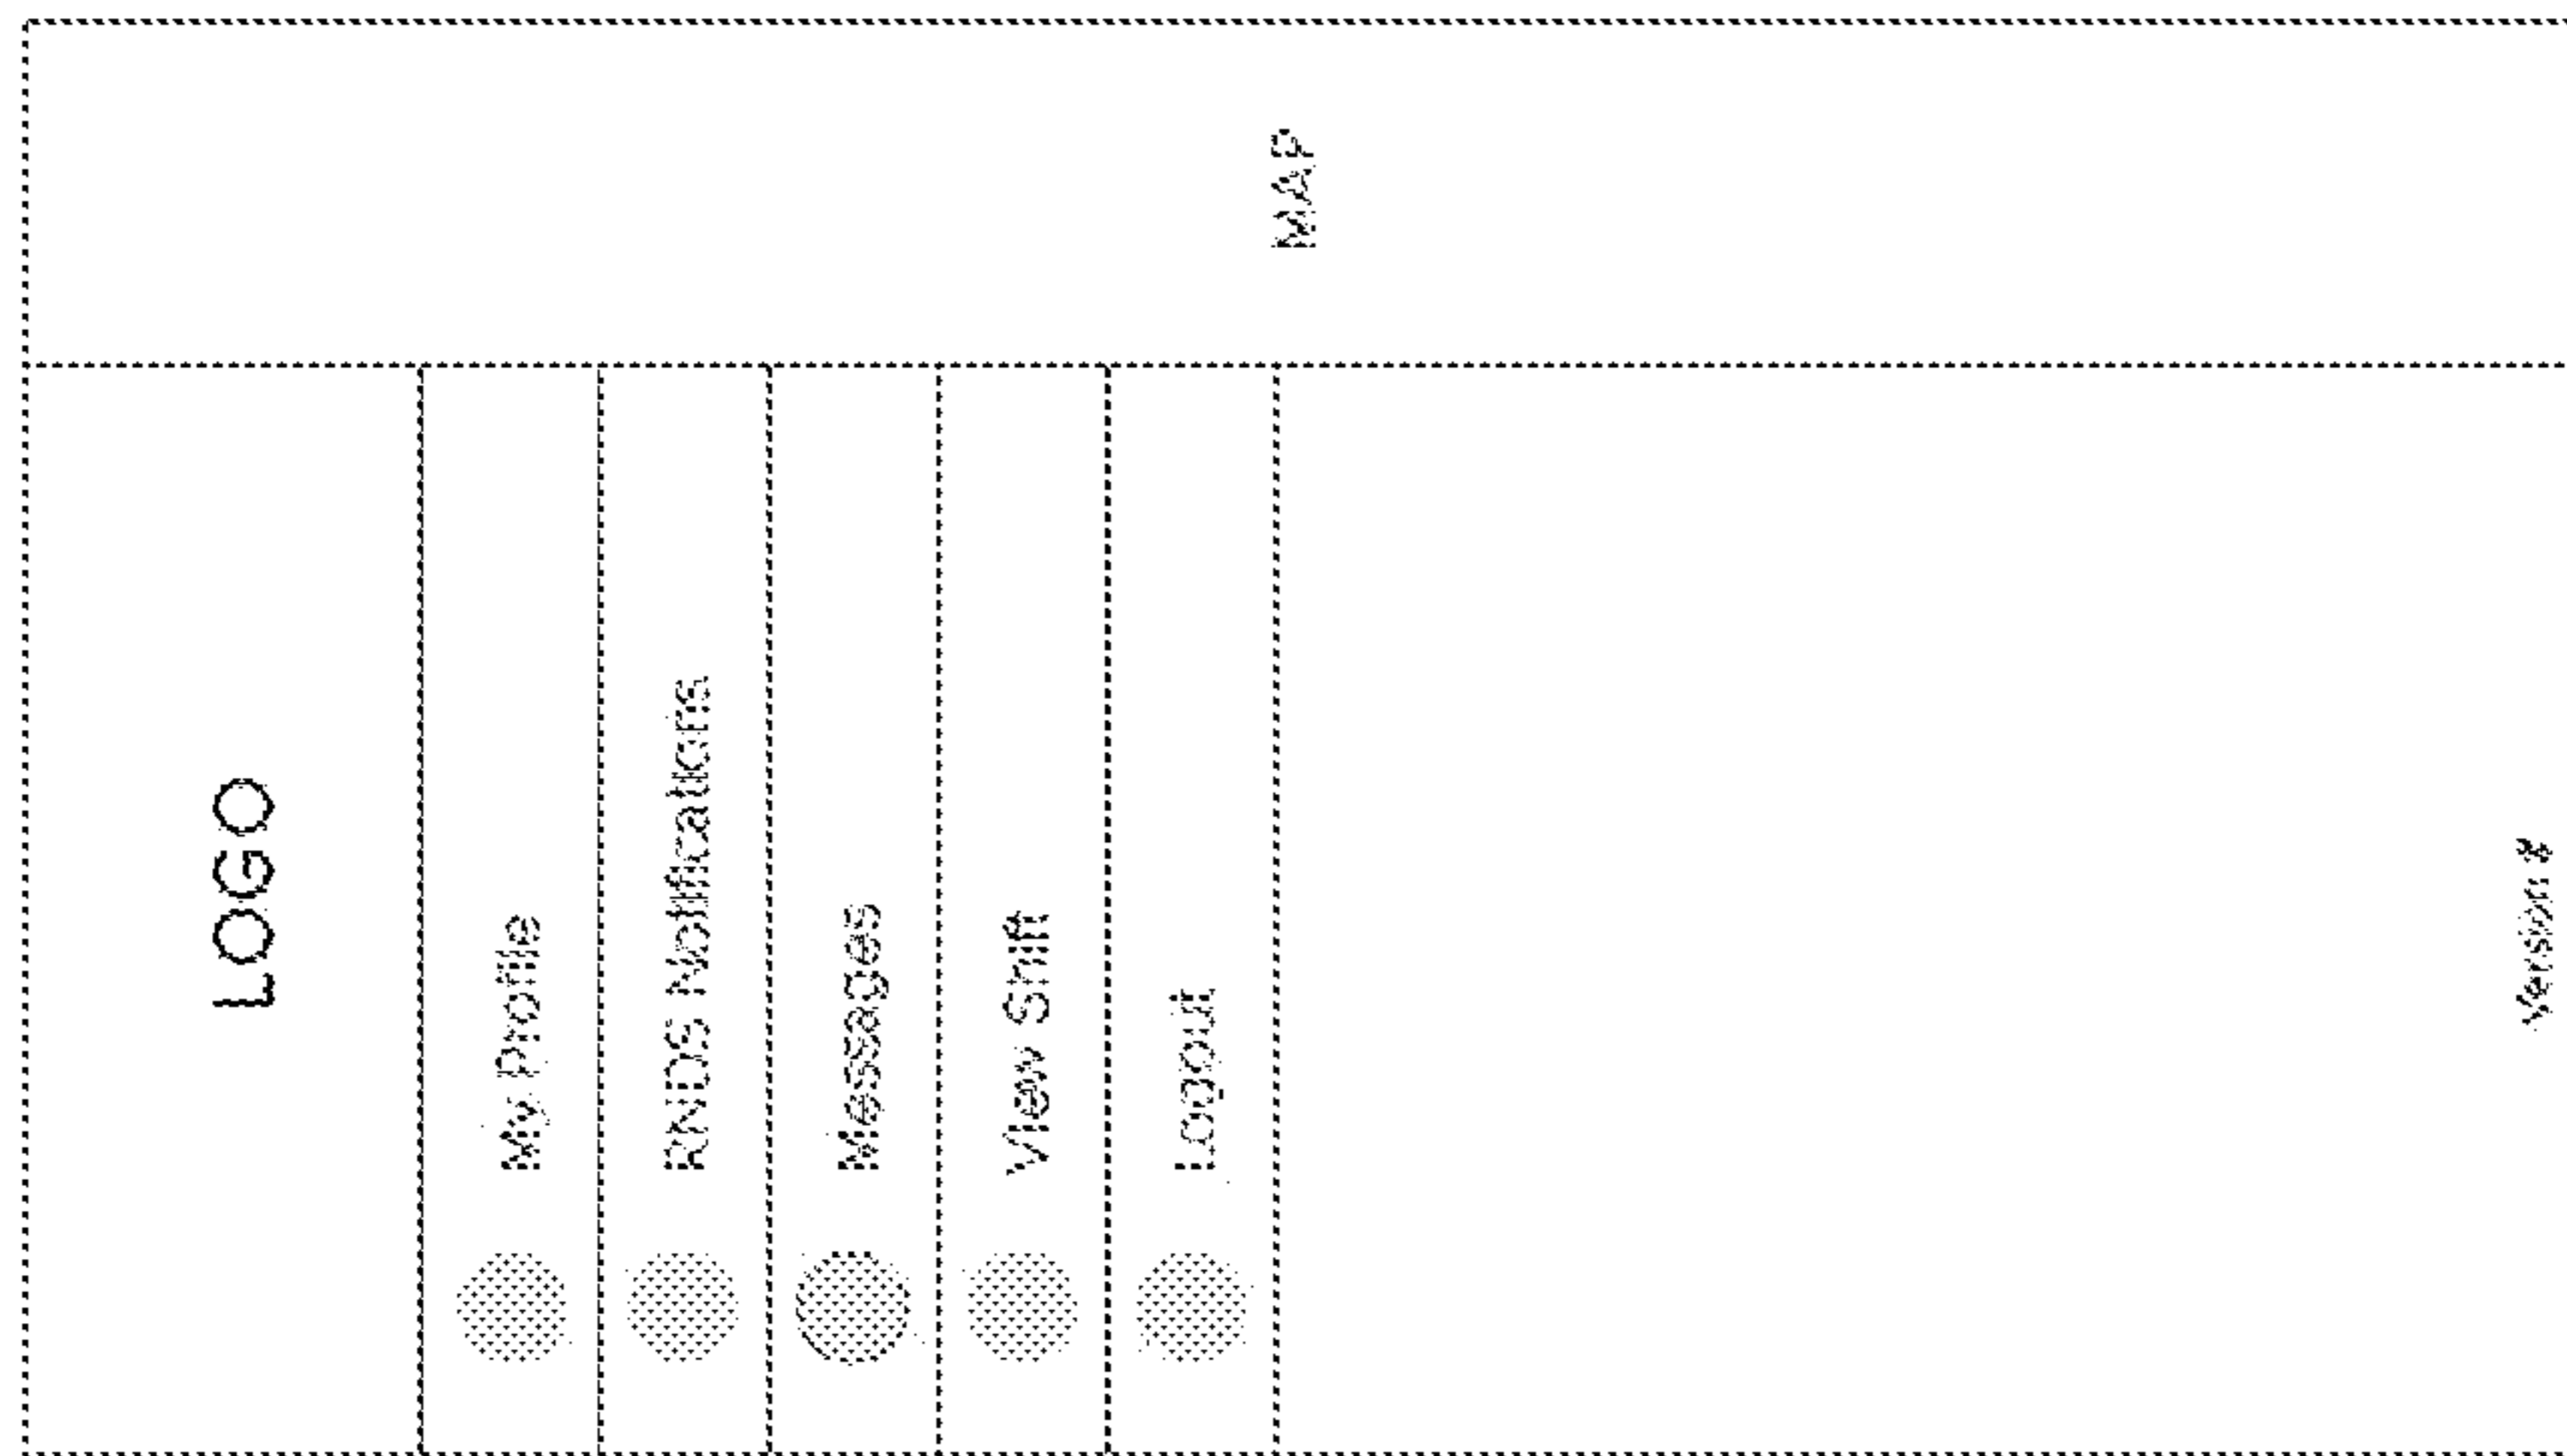 LOGO
My Profile
RNDS Notifications
Messages
View Shift
Logout
Version #
MAP